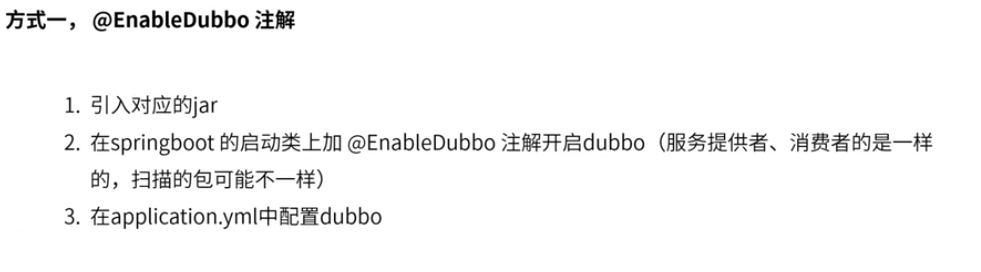 方式一，@EnableDubbo 注解
1. 引入对应的jar
2. 在springboot 的启动类上加 @EnableDubbo 注解开启dubbo（服务提供者、消费者的是一样
的，扫描的包可能不一样）
3. 在application.yml中配置dubbo